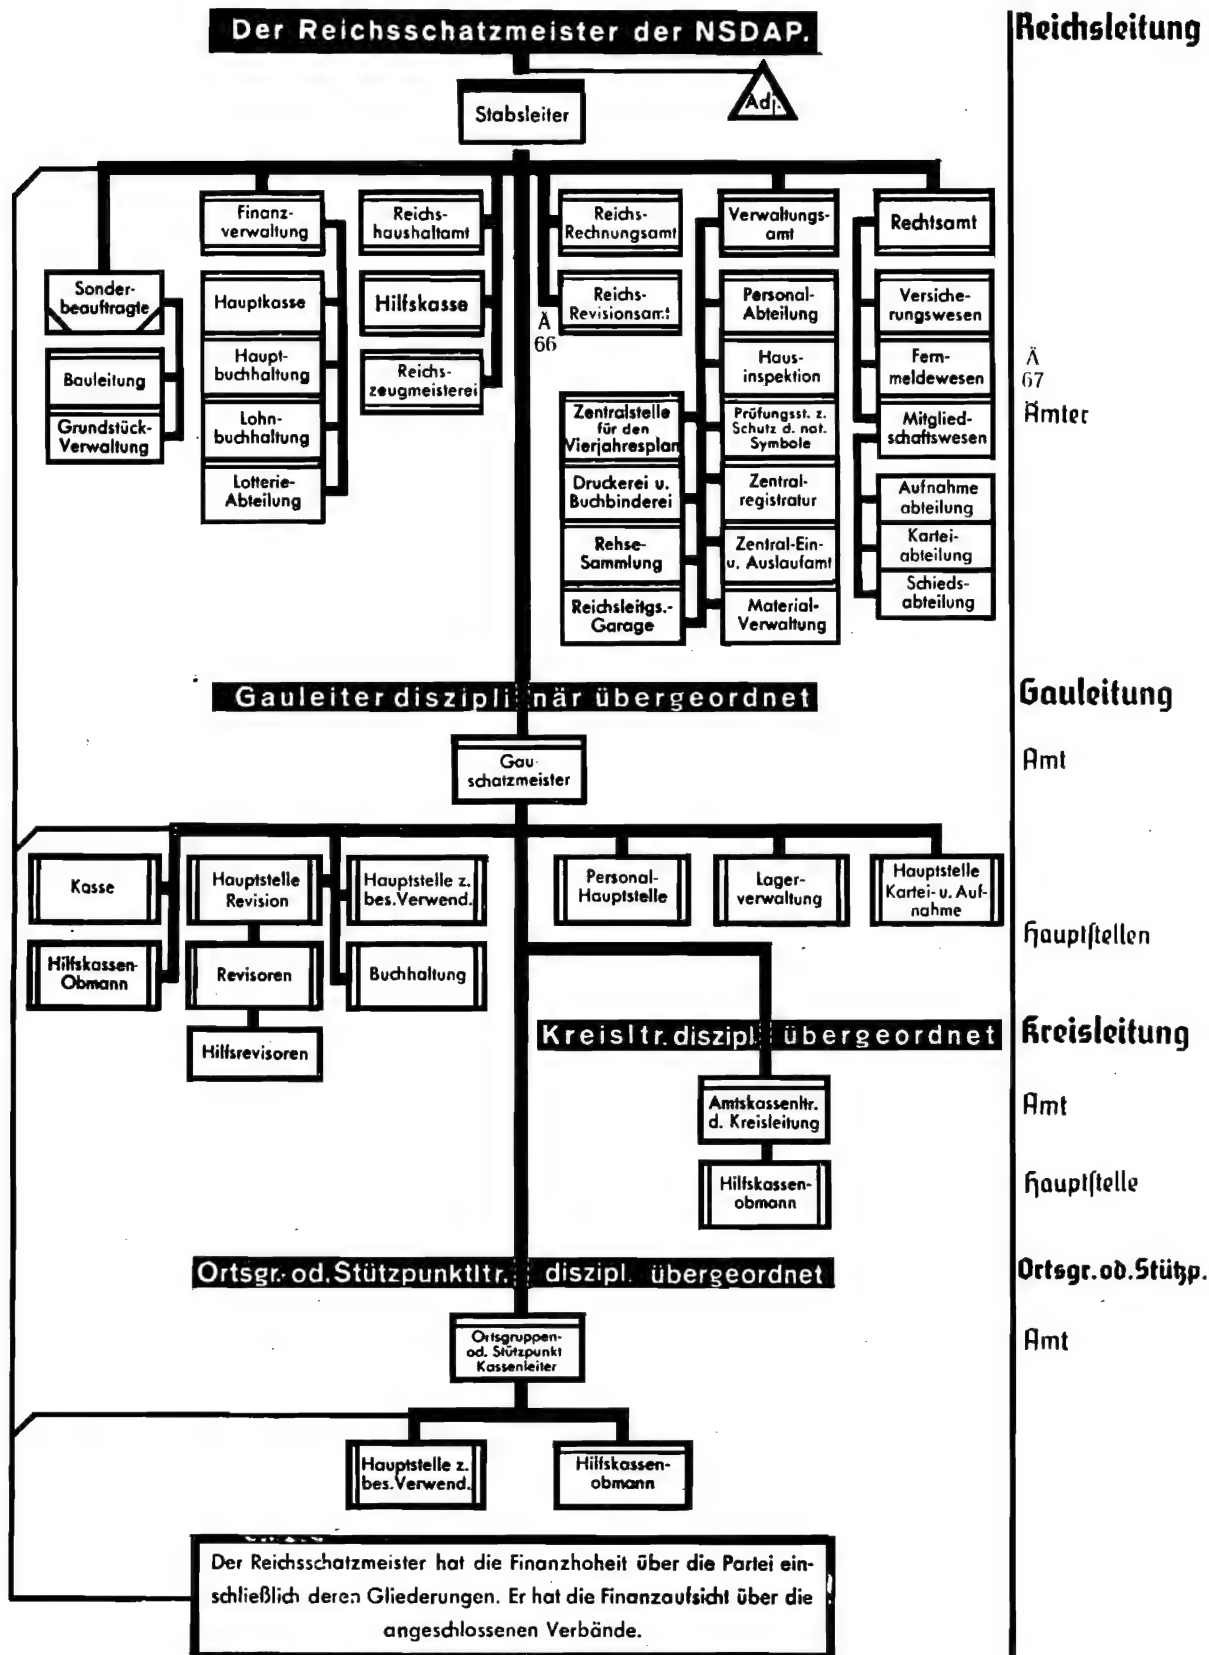 Der Reichsschatzmeister der NSDAP.
Reichsleitung
Adj.
Stabsleiter
Finanz-
verwaltung
Reichs-
haushaltamt
Reichs-
Rechnungsamt
Verwaltungs-
amt
Rechtsamt
Sonder-
beauftragte
Hauptkasse
Hilfskasse
Reichs-
Revisionsamt
Personal-
Abteilung
Versiche-
rungswesen
Ä
66
Bauleitung
Haupt-
buchhaltung
Reichs-
zeugmeisterei
Haus-
inspektion
Fern-
meldewesen
Ä
67
Ämter
Grundstück-
Verwaltung
Lohn-
buchhaltung
Zentralstelle
für den
Vierjahresplan
Prüfungsst. z.
Schutz d. nat.
Symbole
Mitglied-
schaftswesen
Lotterie-
Abteilung
Druckerei u.
Buchbinderei
Zentral-
registratur
Aufnahme
abteilung
Rehse-
Sammlung
Zentral-Ein-
u. Auslaufamt
Kartei-
abteilung
Reichsleitgs.-
Garage
Material-
Verwaltung
Schieds-
abteilung
Gauleiter disziplinär übergeordnet
Gauleitung
Gau-
schatzmeister
Amt
Kasse
Hauptstelle
Revision
Hauptstelle z.
bes. Verwend.
Personal-
Hauptstelle
Lager-
verwaltung
Hauptstelle
Kartei- u. Auf-
nahme
Hauptstellen
Hilfskassen-
Obmann
Revisoren
Buchhaltung
Hilfsrevisoren
Kreisltr. diszipl. übergeordnet
Kreisleitung
Amtskassenltr.
d. Kreisleitung
Amt
Hilfskassen-
obmann
Hauptstelle
Ortsgr.- od. Stützpunktltr. diszipl. übergeordnet
Ortsgr. od. Stützp.
Ortsgruppen-
od. Stützpunkt
Kassenleiter
Amt
Hauptstelle z.
bes. Verwend.
Hilfskassen-
obmann
Der Reichsschatzmeister hat die Finanzhoheit über die Partei ein-
schließlich deren Gliederungen. Er hat die Finanzaufsicht über die
angeschlossenen Verbände.